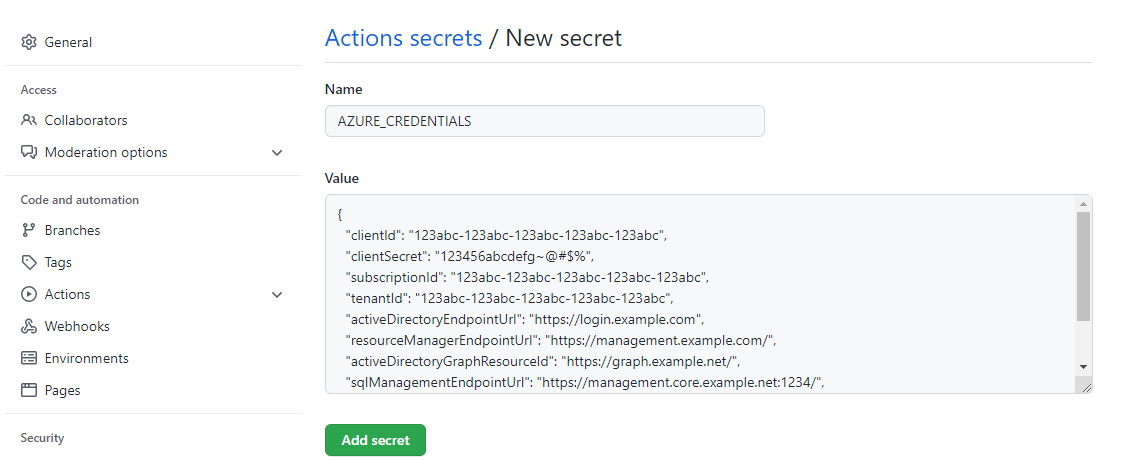 General
Access
Collaborators
Moderation options
Code and automation
Branches
Tags
Actions
Webhooks
Environments
Pages
Security
Actions secrets / New secret
Name
AZURE_CREDENTIALS
Value
{
"clientId": "123abc-123abc-123abc-123abc-123abc",
"clientSecret": "123456abcdefg~@#$%",
"subscriptionId": "123abc-123abc-123abc-123abc-123abc",
"tenantId": "123abc-123abc-123abc-123abc-123abc",
"activeDirectoryEndpointUrl": "https://login.example.com",
"resourceManagerEndpointUrl": "https://management.example.com/",
"activeDirectoryGraphResourceId": "https://graph.example.net/",
"sqlManagementEndpointUrl": "https://management.core.example.net:1234/",
Add secret